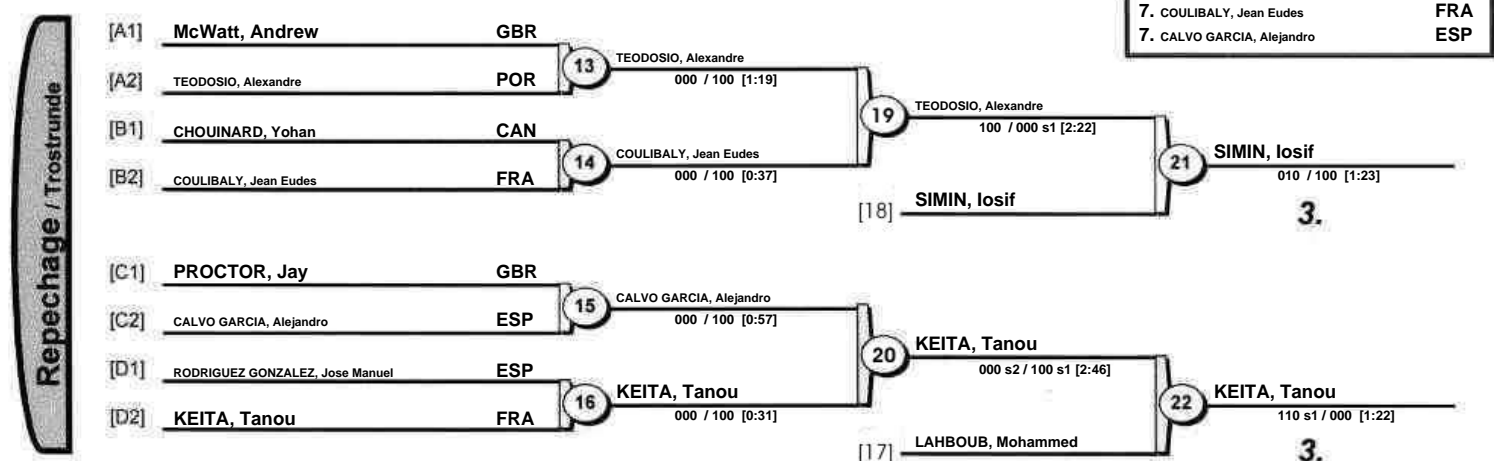 7. COULIBALY, Jean Eudes FRA
7. CALVO GARCIA, Alejandro ESP
Repechage / Trostrunde
[A1] McWatt, Andrew GBR
13 TEODOSIO, Alexandre
000 / 100 [1:19]
[A2] TEODOSIO, Alexandre POR
19 TEODOSIO, Alexandre
100 / 000 s1 [2:22]
[B1] CHOUINARD, Yohan CAN
14 COULIBALY, Jean Eudes
000 / 100 [0:37]
[B2] COULIBALY, Jean Eudes FRA
21 SIMIN, Iosif
010 / 100 [1:23]
[18] SIMIN, Iosif
3.
[C1] PROCTOR, Jay GBR
15 CALVO GARCIA, Alejandro
000 / 100 [0:57]
[C2] CALVO GARCIA, Alejandro ESP
20 KEITA, Tanou
000 s2 / 100 s1 [2:46]
[D1] RODRIGUEZ GONZALEZ, Jose Manuel ESP
16 KEITA, Tanou
000 / 100 [0:31]
[D2] KEITA, Tanou FRA
22 KEITA, Tanou
110 s1 / 000 [1:22]
[17] LAHBOUB, Mohammed
3.